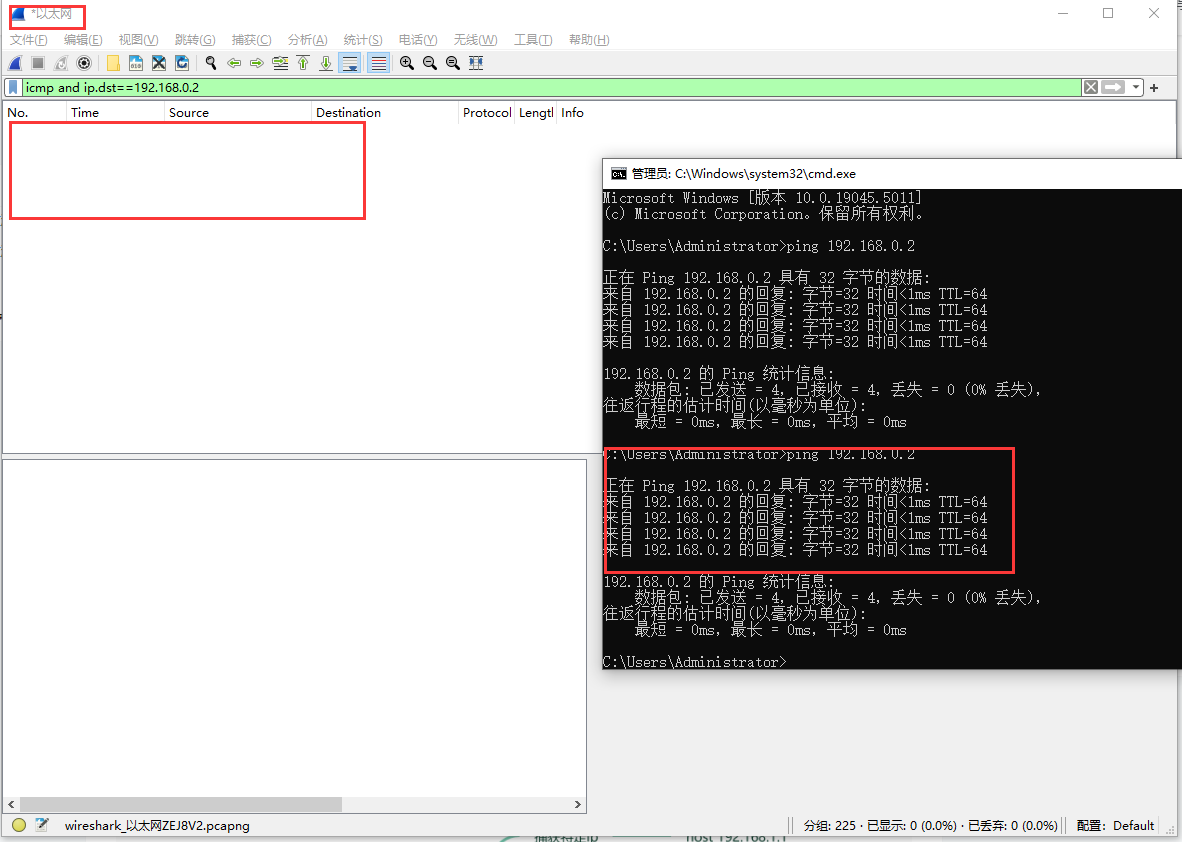 *以太网
文件(F) 编辑(E) 视图(V) 跳转(G) 捕获(C) 分析(A) 统计(S) 电话(Y) 无线(W) 工具(T) 帮助(H)
icmp and ip.dst==192.168.0.2
No. Time Source Destination Protocol Lengtl Info
管理员: C:\Windows\system32\cmd.exe
Microsoft Windows [版本 10.0.19045.5011]
(c) Microsoft Corporation。保留所有权利。
C:\Users\Administrator>ping 192.168.0.2
正在 Ping 192.168.0.2 具有 32 字节的数据:
来自 192.168.0.2 的回复: 字节=32 时间<1ms TTL=64
来自 192.168.0.2 的回复: 字节=32 时间<1ms TTL=64
来自 192.168.0.2 的回复: 字节=32 时间<1ms TTL=64
来自 192.168.0.2 的回复: 字节=32 时间<1ms TTL=64
192.168.0.2 的 Ping 统计信息:
数据包: 已发送 = 4，已接收 = 4，丢失 = 0 (0% 丢失)，
往返行程的估计时间(以毫秒为单位):
最短 = 0ms，最长 = 0ms，平均 = 0ms
C:\Users\Administrator>ping 192.168.0.2
正在 Ping 192.168.0.2 具有 32 字节的数据:
来自 192.168.0.2 的回复: 字节=32 时间<1ms TTL=64
来自 192.168.0.2 的回复: 字节=32 时间<1ms TTL=64
来自 192.168.0.2 的回复: 字节=32 时间<1ms TTL=64
来自 192.168.0.2 的回复: 字节=32 时间<1ms TTL=64
192.168.0.2 的 Ping 统计信息:
数据包: 已发送 = 4，已接收 = 4，丢失 = 0 (0% 丢失)，
往返行程的估计时间(以毫秒为单位):
最短 = 0ms，最长 = 0ms，平均 = 0ms
C:\Users\Administrator>
wireshark_以太网ZEJ8V2.pcapng
分组: 225 · 已显示: 0 (0.0%) · 已丢弃: 0 (0.0%)
配置: Default
捕获特定ip host 192.168.1.1